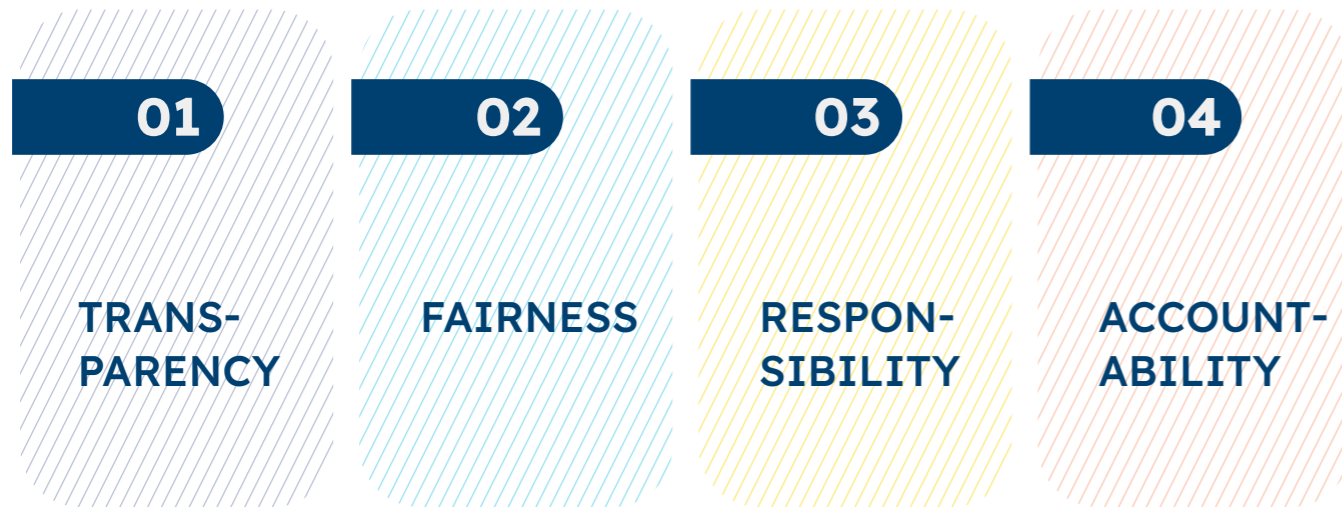 01
TRANS-
PARENCY
02
FAIRNESS
03
RESPON-
SIBILITY
04
ACCOUNT-
ABILITY